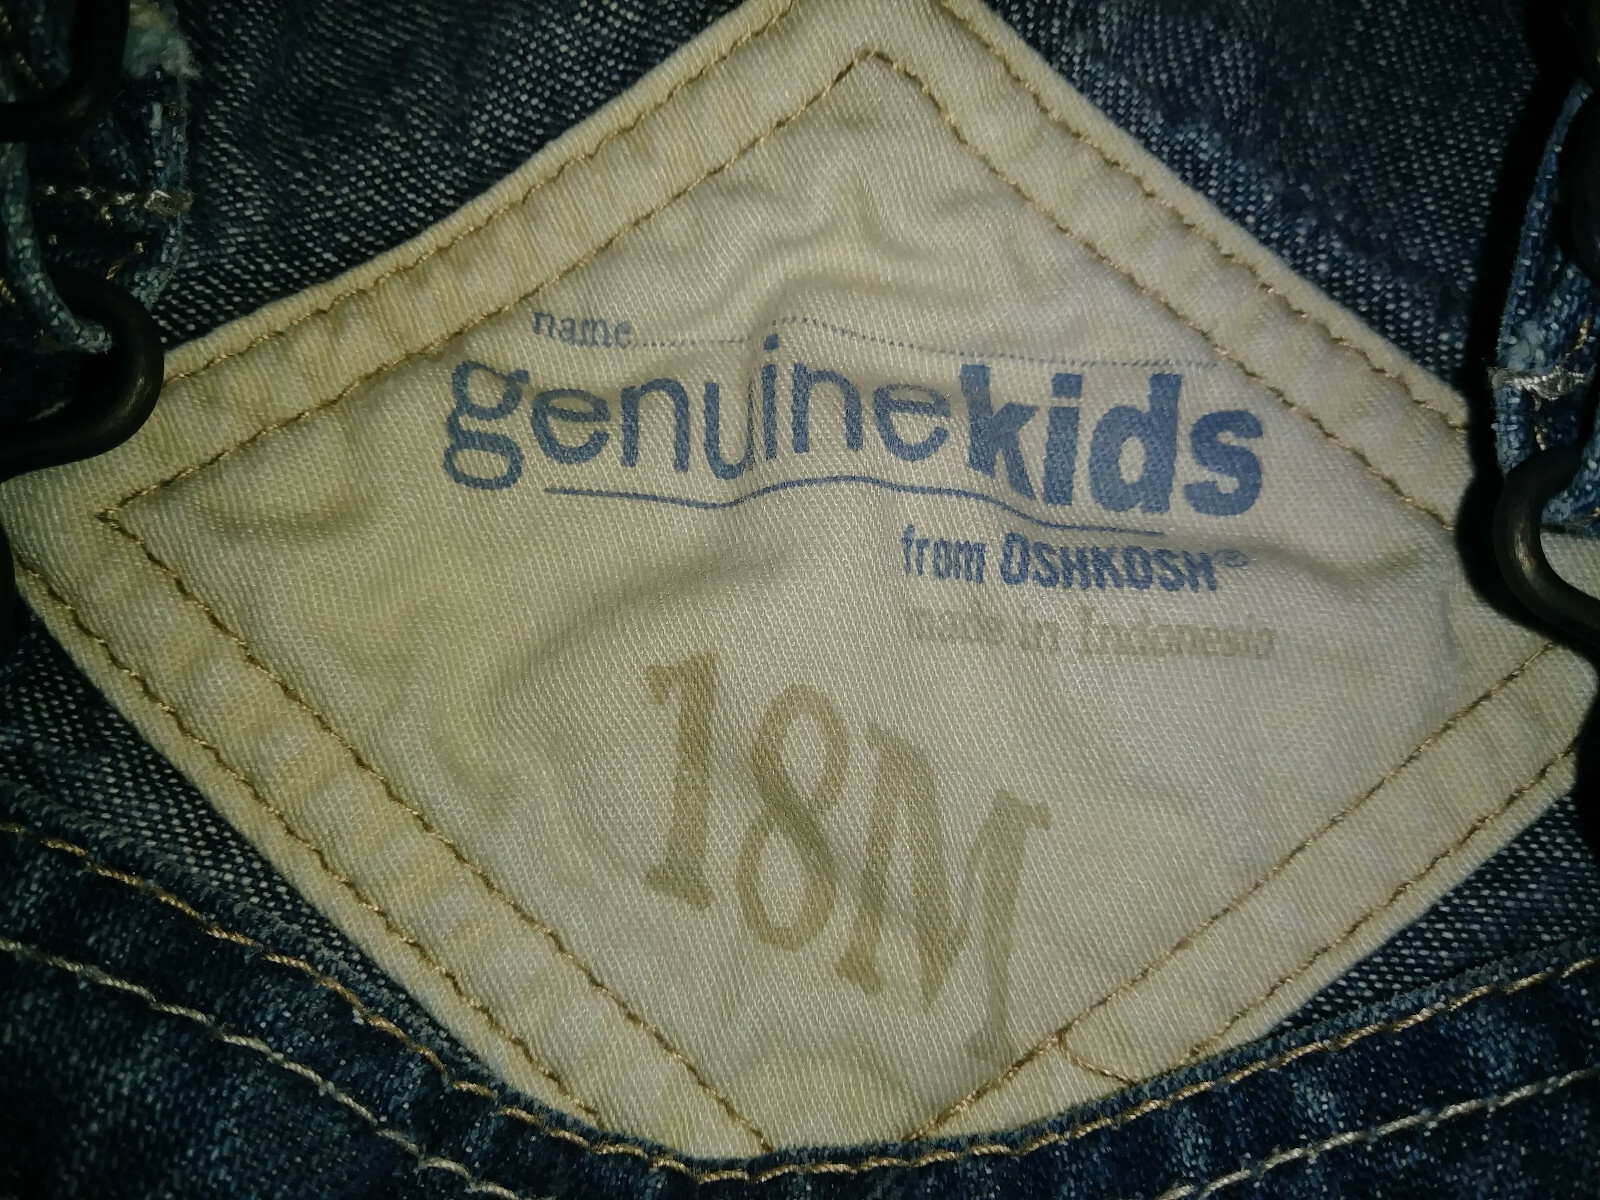 name
genuinekids
from OSHKOSH®
made in Indonesia
18M